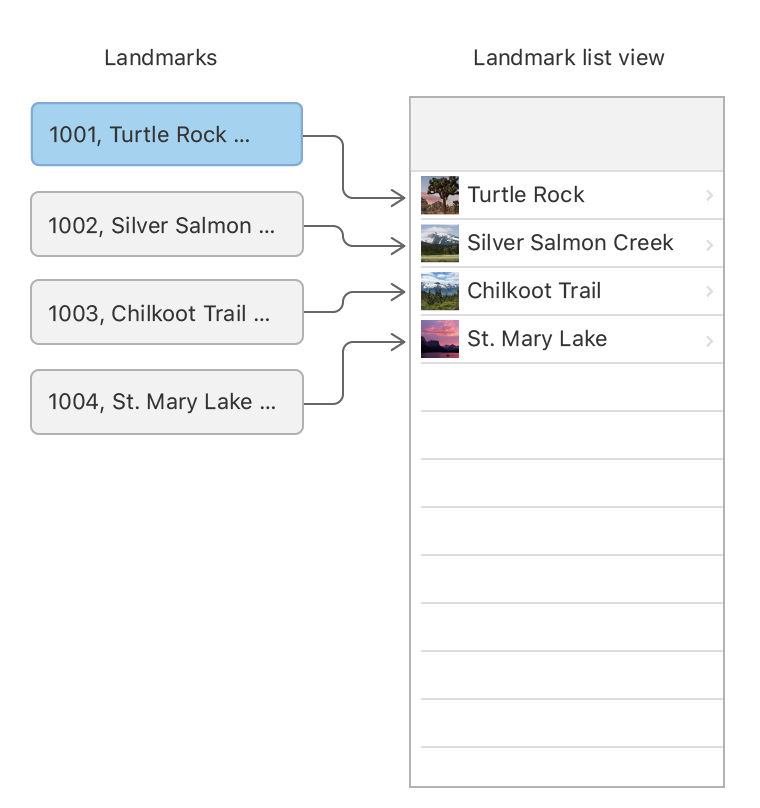 Landmarks
1001, Turtle Rock ...
1002, Silver Salmon ...
1003, Chilkoot Trail ...
1004, St. Mary Lake ...
Landmark list view
Turtle Rock
Silver Salmon Creek
Chilkoot Trail
St. Mary Lake